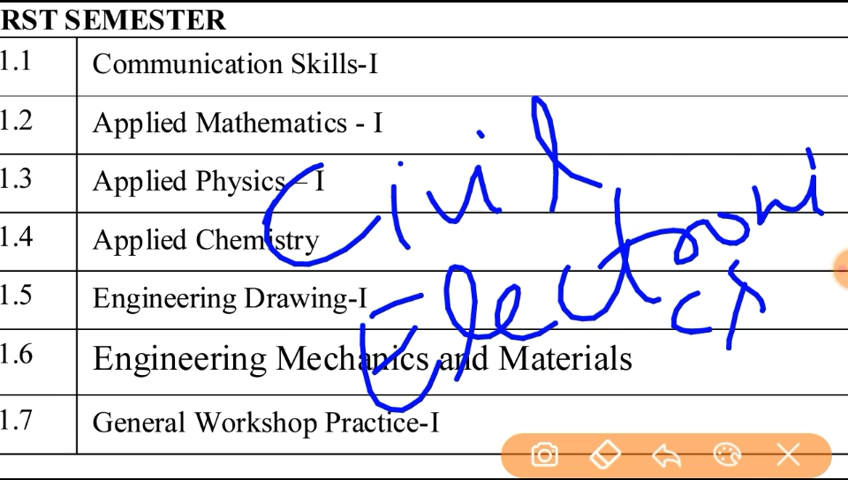 RST SEMESTER
1.1 Communication Skills-I
1.2 Applied Mathematics - I
1.3 Applied Physics – I
1.4 Applied Chemistry
1.5 Engineering Drawing-I
1.6 Engineering Mechanics and Materials
1.7 General Workshop Practice-I
Civil
Electroni
cs